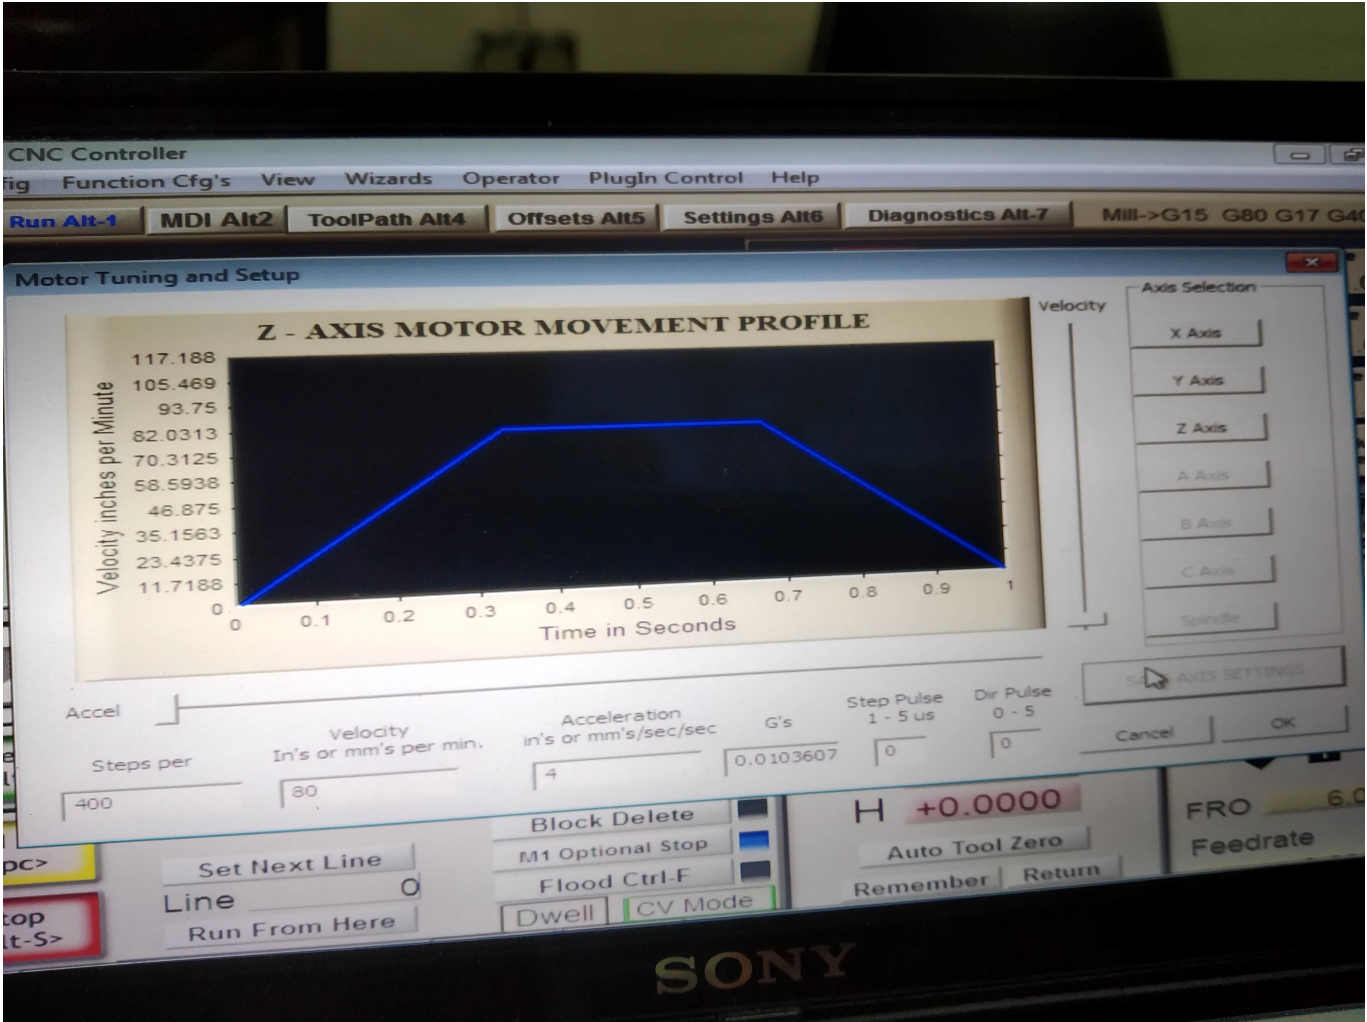 CNC Controller
fig Function Cfg's View Wizards Operator PlugIn Control Help
Run Alt-1 MDI Alt2 ToolPath Alt4 Offsets Alt5 Settings Alt6 Diagnostics Alt-7 Mill->G15 G80 G17 G40
Motor Tuning and Setup
Z - AXIS MOTOR MOVEMENT PROFILE
Velocity inches per Minute
117.188
105.469
93.75
82.0313
70.3125
58.5938
46.875
35.1563
23.4375
11.7188
0
0 0.1 0.2 0.3 0.4 0.5 0.6 0.7 0.8 0.9 1
Time in Seconds
Velocity
Axis Selection
X Axis
Y Axis
Z Axis
A Axis
B Axis
C Axis
Spindle
Accel
Steps per
400
Velocity
In's or mm's per min.
80
Acceleration
in's or mm's/sec/sec
4
G's
0.0103607
Step Pulse
1 - 5 us
0
Dir Pulse
0 - 5
0
AXIS SETTINGS
Cancel OK
pc>
top
lt-S>
Set Next Line
Line 0
Run From Here
Block Delete
M1 Optional Stop
Flood Ctrl-F
Dwell CV Mode
H +0.0000
Auto Tool Zero
Remember Return
FRO 6.0
Feedrate
SONY